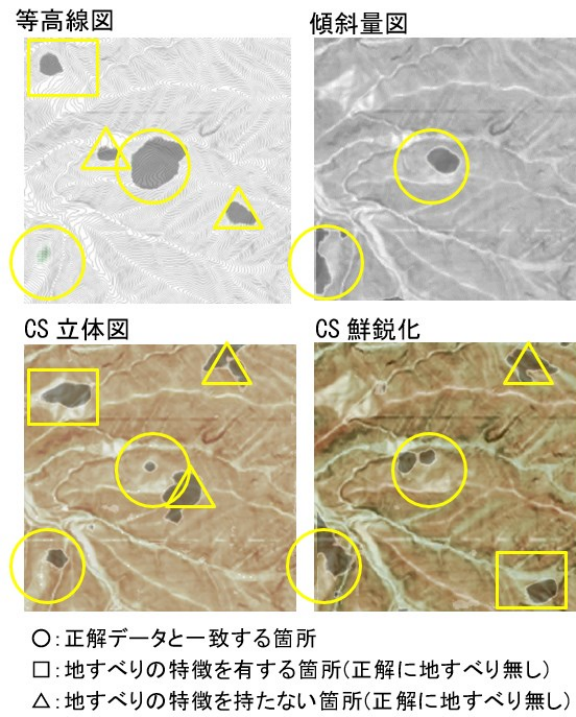 等高線図
傾斜量図
CS 立体図
CS 鮮鋭化
○:正解データと一致する箇所
□:地すべりの特徴を有する箇所(正解に地すべり無し)
△:地すべりの特徴を持たない箇所(正解に地すべり無し)